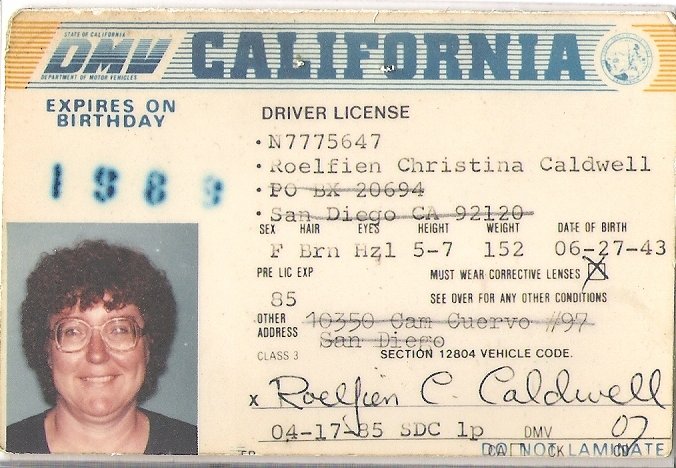 STATE OF CALIFORNIA
DMV
DEPARTMENT OF MOTOR VEHICLES
CALIFORNIA
EXPIRES ON
BIRTHDAY
1989
DRIVER LICENSE
• N7775647
• Roelfien Christina Caldwell
• PO BX 20694
• San Diego CA 92120
SEX HAIR EYES HEIGHT WEIGHT DATE OF BIRTH
F Brn Hzl 5-7 152 06-27-43
PRE LIC EXP MUST WEAR CORRECTIVE LENSES
85 SEE OVER FOR ANY OTHER CONDITIONS
OTHER ADDRESS 10350 Cam Cuervo #97
San Diego
CLASS 3 SECTION 12804 VEHICLE CODE.
X Roelfien C. Caldwell
04-17-85 SDC 1p DMV 07
DO NOT LAMINATE
CA CK CD